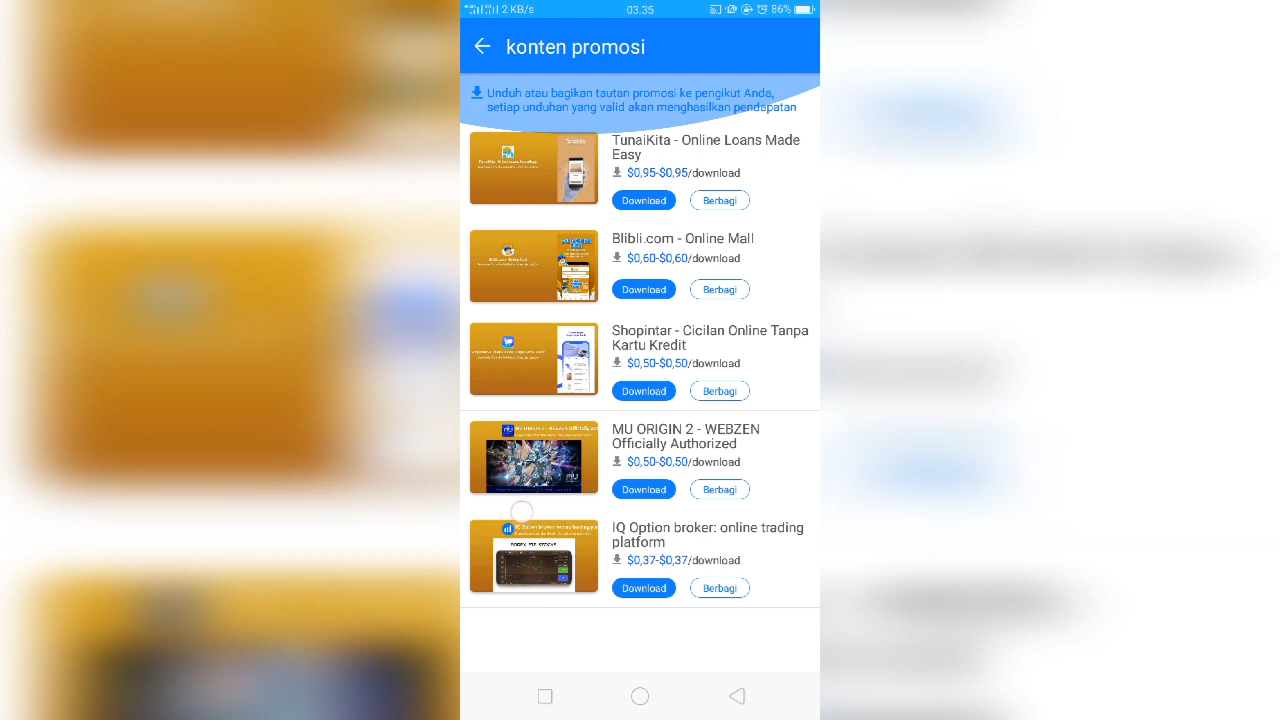 2 KB/s 03.35 86%
konten promosi
Unduh atau bagikan tautan promosi ke pengikut Anda,
setiap unduhan yang valid akan menghasilkan pendapatan
TunaiKita - Online Loans Made
Easy
$0,95-$0,95/download
Download Berbagi
Blibli.com - Online Mall
$0,60-$0,60/download
Download Berbagi
Shopintar - Cicilan Online Tanpa
Kartu Kredit
$0,50-$0,50/download
Download Berbagi
MU ORIGIN 2 - WEBZEN
Officially Authorized
$0,50-$0,50/download
Download Berbagi
IQ Option broker: online trading
platform
$0,37-$0,37/download
Download Berbagi